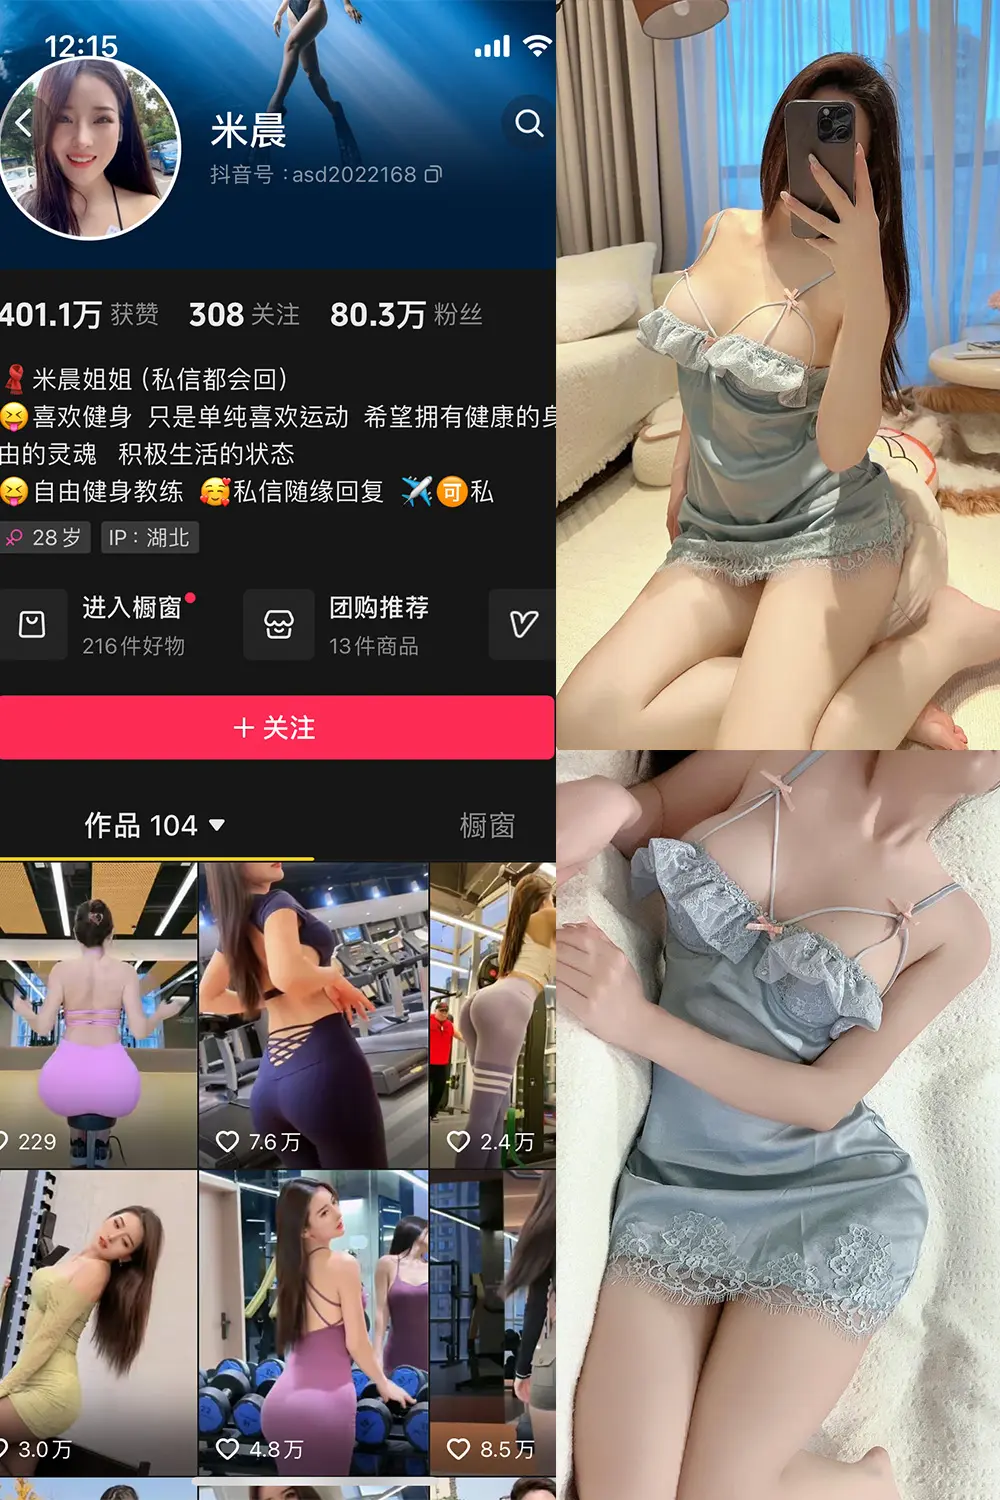 12:15
米晨
抖音号：asd2022168
401.1万 获赞 308 关注 80.3万 粉丝
米晨姐姐 (私信都会回)
😝喜欢健身 只是单纯喜欢运动 希望拥有健康的身
由的灵魂 积极生活的状态
😝自由健身教练 🥰私信随缘回复 ✈️🉑私
♀ 28岁 IP：湖北
进入橱窗 团购推荐
216件好物 13件商品
+ 关注
作品 104 ▼ 橱窗
229 7.6万 2.4万
3.0万 4.8万 8.5万